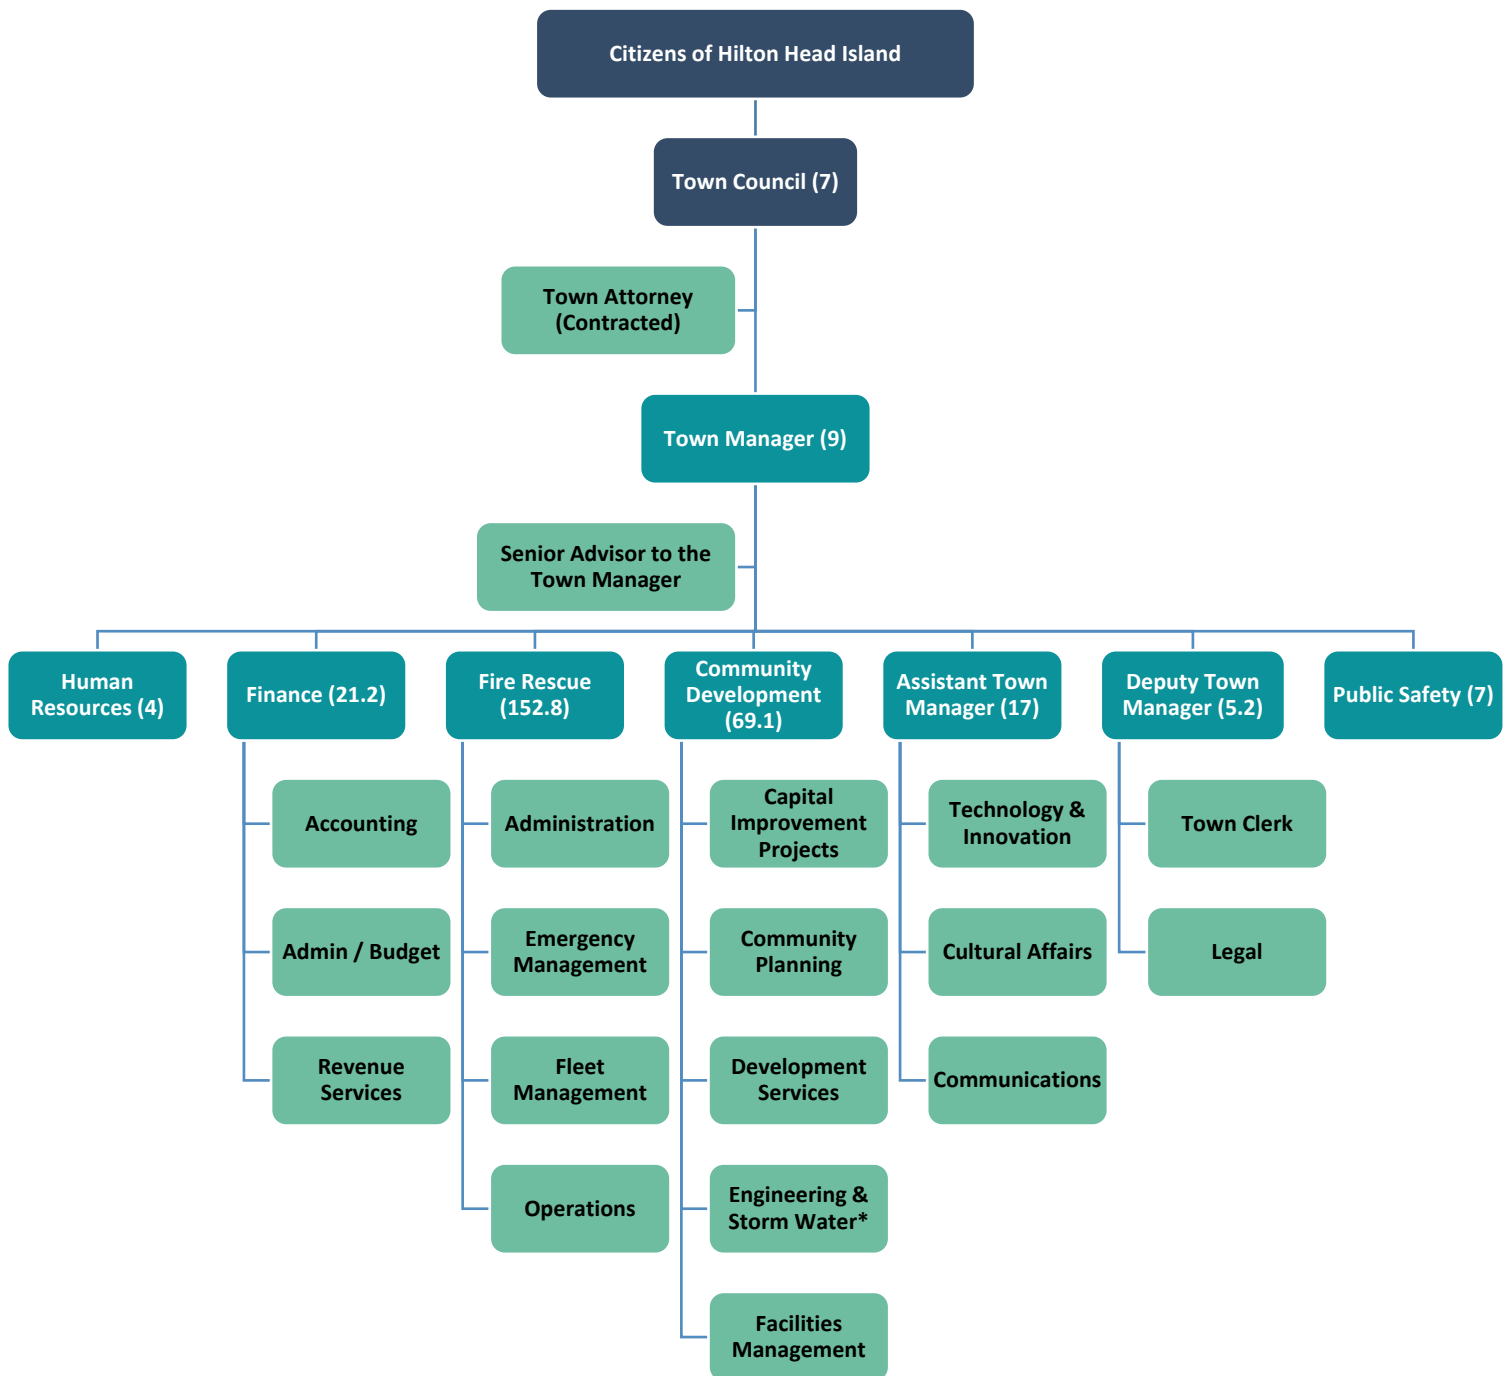 Citizens of Hilton Head Island
Town Council (7)
Town Attorney
(Contracted)
Town Manager (9)
Senior Advisor to the
Town Manager
Human
Resources (4)
Finance (21.2)
Fire Rescue
(152.8)
Community
Development
(69.1)
Assistant Town
Manager (17)
Deputy Town
Manager (5.2)
Public Safety (7)
Accounting
Admin / Budget
Revenue
Services
Administration
Emergency
Management
Fleet
Management
Operations
Capital
Improvement
Projects
Community
Planning
Development
Services
Engineering &
Storm Water*
Facilities
Management
Technology &
Innovation
Cultural Affairs
Communications
Town Clerk
Legal